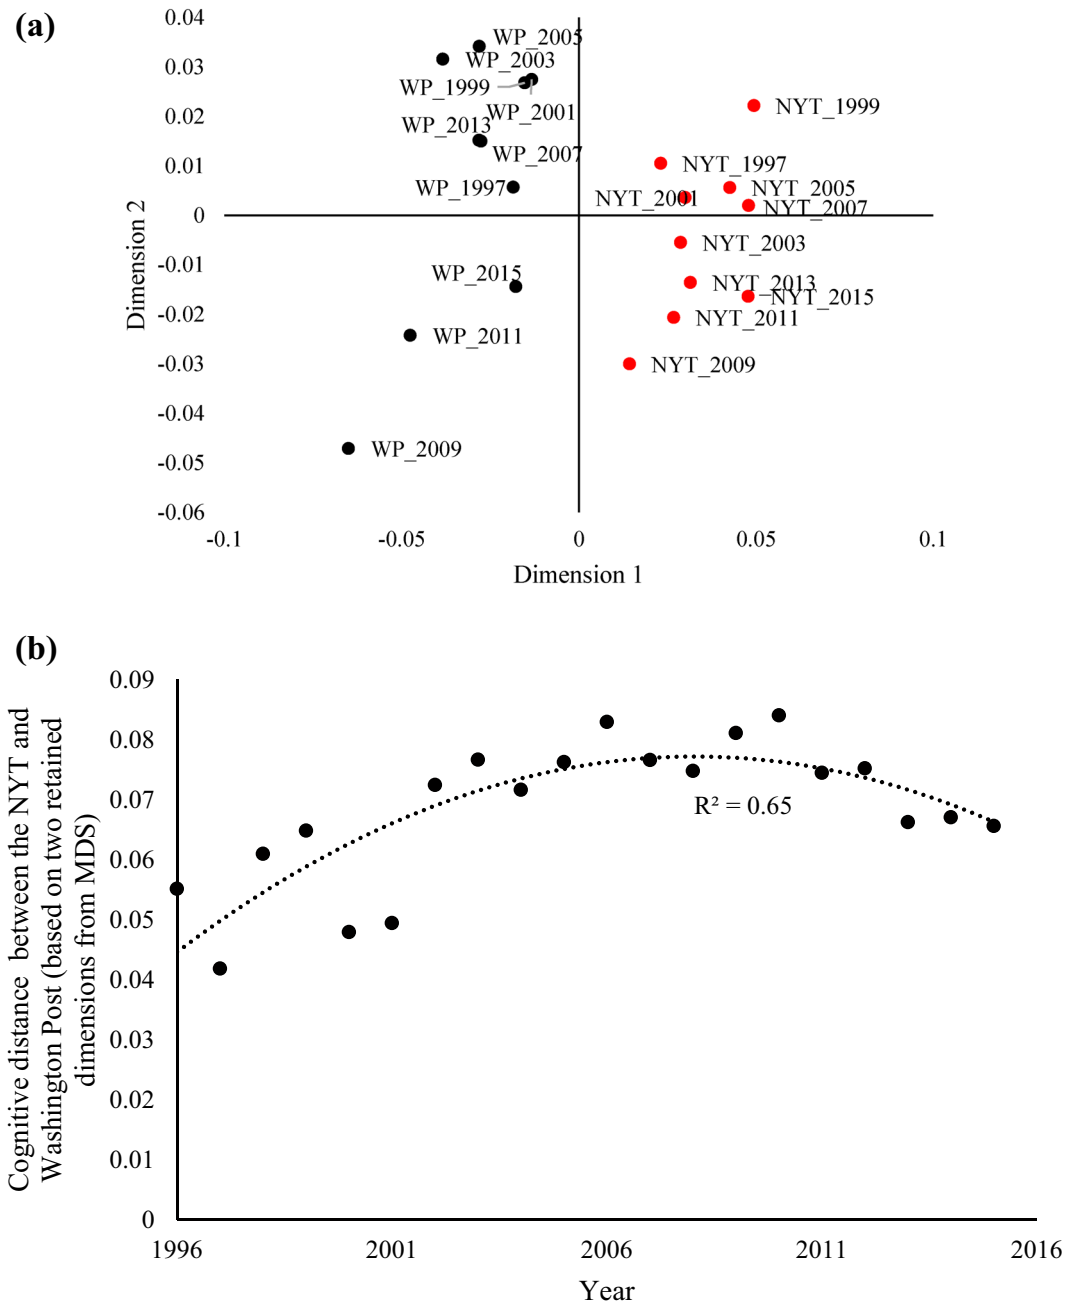 (a)
0.04
0.03
0.02
0.01
0
-0.01
-0.02
-0.03
-0.04
-0.05
-0.06
Dimension 2
WP_2005
WP_2003
WP_1999
WP_2001
WP_2013
WP_2007
WP_1997
WP_2015
WP_2011
WP_2009
NYT_1999
NYT_1997
NYT_2005
NYT_2001
NYT_2007
NYT_2003
NYT_2013
NYT_2015
NYT_2011
NYT_2009
-0.1
-0.05
0
0.05
0.1
Dimension 1
(b)
Cognitive distance between the NYT and
Washington Post (based on two retained
dimensions from MDS)
0.09
0.08
0.07
0.06
0.05
0.04
0.03
0.02
0.01
0
R² = 0.65
1996
2001
2006
2011
2016
Year